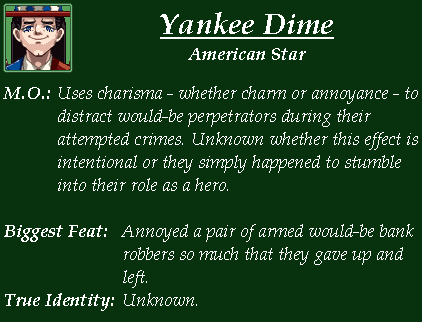 Yankee Dime
American Star
M.O.: Uses charisma - whether charm or annoyance - to
distract would-be perpetrators during their
attempted crimes. Unknown whether this effect is
intentional or they simply happened to stumble
into their role as a hero.
Biggest Feat: Annoyed a pair of armed would-be bank
robbers so much that they gave up and
left.
True Identity: Unknown.